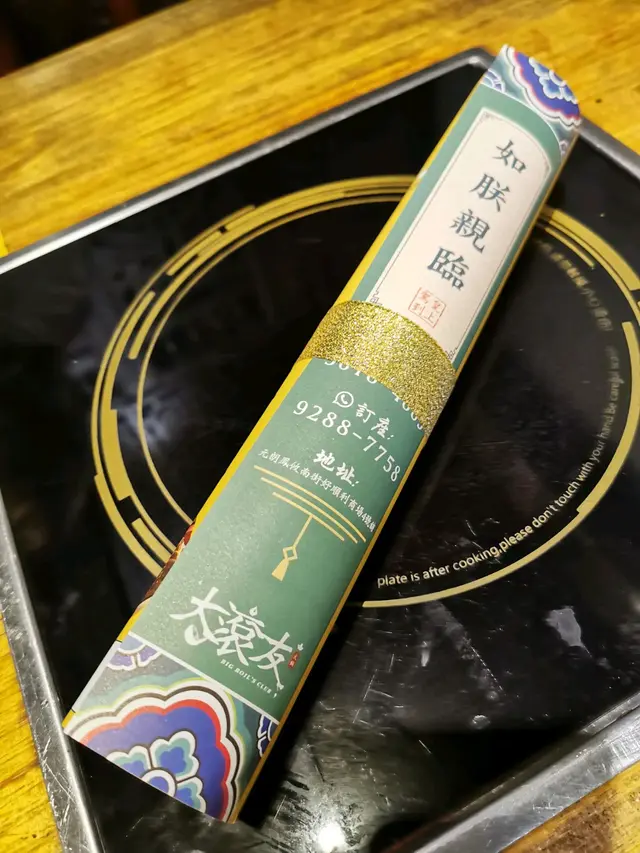 如朕親臨
訂座:
9288-7758
地址:
元朗鳳攸南街好順利商場4號舖
大滾友
BIG BOIL'S CLUB
plate is after cooking,please don't touch with your hand.Be careful